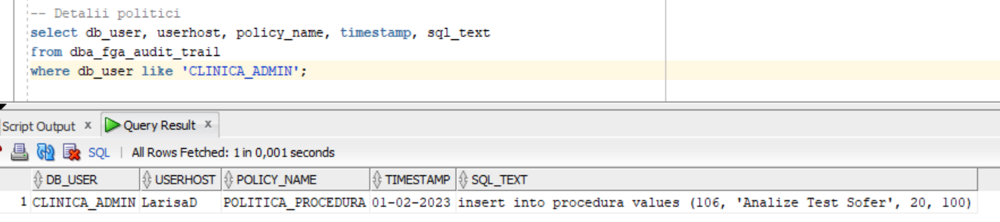 -- Detalii politici
select db_user, userhost, policy_name, timestamp, sql_text
from dba_fga_audit_trail
where db_user like 'CLINICA_ADMIN';
Script Output x Query Result x
SQL | All Rows Fetched: 1 in 0,001 seconds
DB_USER USERHOST POLICY_NAME TIMESTAMP SQL_TEXT
1 CLINICA_ADMIN LarisaD POLITICA_PROCEDURA 01-02-2023 insert into procedura values (106, 'Analize Test Sofer', 20, 100)